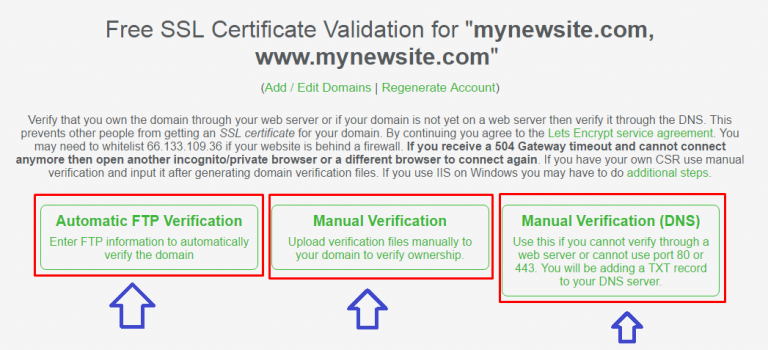 Free SSL Certificate Validation for "mynewsite.com,
www.mynewsite.com"
(Add / Edit Domains | Regenerate Account)
Verify that you own the domain through your web server or if your domain is not yet on a web server then verify it through the DNS. This
prevents other people from getting an SSL certificate for your domain. By continuing you agree to the Lets Encrypt service agreement. You
may need to whitelist 66.133.109.36 if your website is behind a firewall. If you receive a 504 Gateway timeout and cannot connect
anymore then open another incognito/private browser or a different browser to connect again. If you have your own CSR use manual
verification and input it after generating domain verification files. If you use IIS on Windows you may have to do additional steps.
Automatic FTP Verification
Enter FTP information to automatically
verify the domain
Manual Verification
Upload verification files manually to
your domain to verify ownership.
Manual Verification (DNS)
Use this if you cannot verify through a
web server or cannot use port 80 or
443. You will be adding a TXT record
to your DNS server.